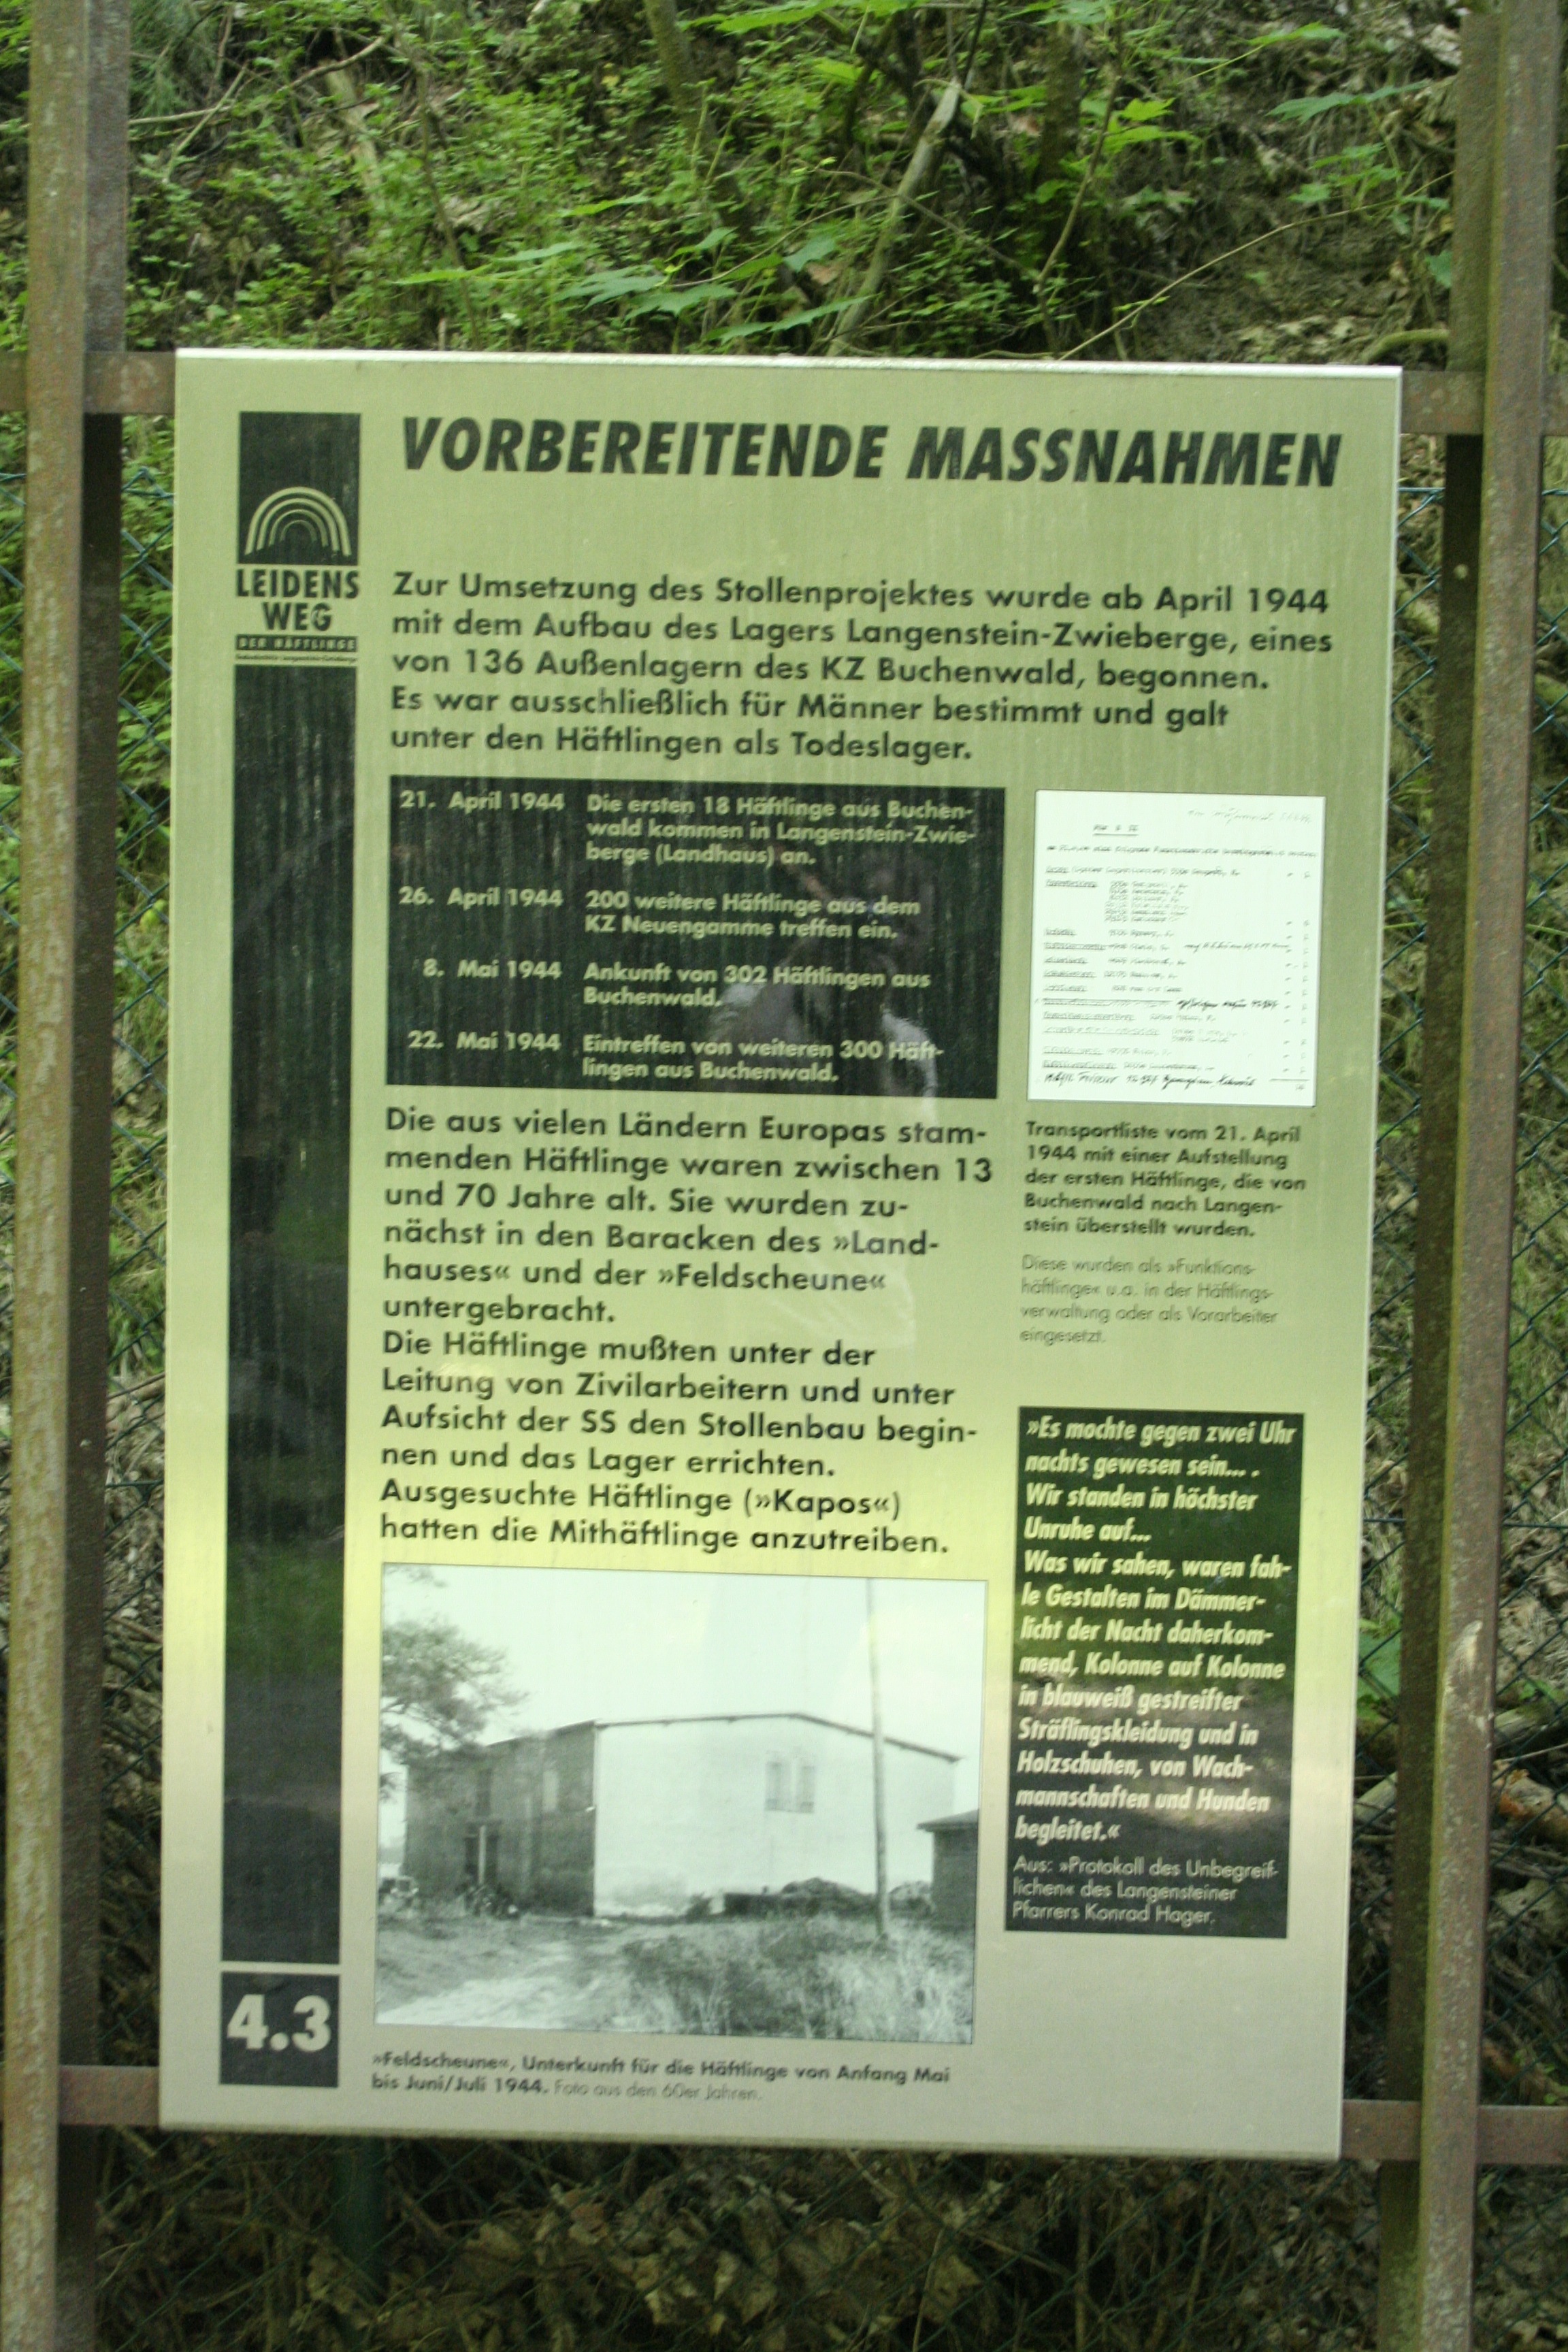 VORBEREITENDE MASSNAHMEN
LEIDENS
WEG
DER HÄFTLINGE
Zur Umsetzung des Stollenprojektes wurde ab April 1944
mit dem Aufbau des Lagers Langenstein-Zwieberge, eines
von 136 Außenlagern des KZ Buchenwald, begonnen.
Es war ausschließlich für Männer bestimmt und galt
unter den Häftlingen als Todeslager.
21. April 1944 Die ersten 18 Häftlinge aus Buchen-
wald kommen in Langenstein-Zwie-
berge (Landhaus) an.
26. April 1944 200 weitere Häftlinge aus dem
KZ Neuengamme treffen ein.
8. Mai 1944 Ankunft von 302 Häftlingen aus
Buchenwald.
22. Mai 1944 Eintreffen von weiteren 300 Häft-
lingen aus Buchenwald.
Die aus vielen Ländern Europas stam-
menden Häftlinge waren zwischen 13
und 70 Jahre alt. Sie wurden zu-
nächst in den Baracken des »Land-
hauses« und der »Feldscheune«
untergebracht.
Die Häftlinge mußten unter der
Leitung von Zivilarbeitern und unter
Aufsicht der SS den Stollenbau begin-
nen und das Lager errichten.
Ausgesuchte Häftlinge (»Kapos«)
hatten die Mithäftlinge anzutreiben.
Transportliste vom 21. April
1944 mit einer Aufstellung
der ersten Häftlinge, die von
Buchenwald nach Langen-
stein überstellt wurden.
Diese wurden als »Funktions-
häftlinge« u.a. in der Häftlings-
verwaltung oder als Vorarbeiter
eingesetzt.
»Es mochte gegen zwei Uhr
nachts gewesen sein... .
Wir standen in höchster
Unruhe auf...
Was wir sahen, waren fah-
le Gestalten im Dämmer-
licht der Nacht daherkom-
mend, Kolonne auf Kolonne
in blauweiß gestreifter
Sträflingskleidung und in
Holzschuhen, von Wach-
mannschaften und Hunden
begleitet.«
Aus: »Protokoll des Unbegreif-
lichen« des Langensteiner
Pfarrers Konrad Hager.
4.3
»Feldscheune«, Unterkunft für die Häftlinge von Anfang Mai
bis Juni/Juli 1944. Foto aus den 60er Jahren.